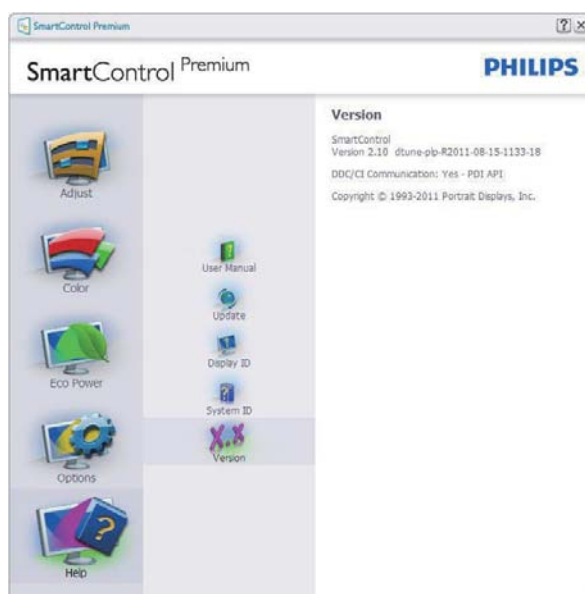 SmartControl Premium
SmartControl Premium
PHILIPS
Adjust
Color
Eco Power
Options
Help
User Manual
Update
Display ID
System ID
Version
Version
SmartControl
Version 2.10 dtune-plp-R2011-08-15-1133-18
DDC/CI Communication: Yes - PDI API
Copyright © 1993-2011 Portrait Displays, Inc.